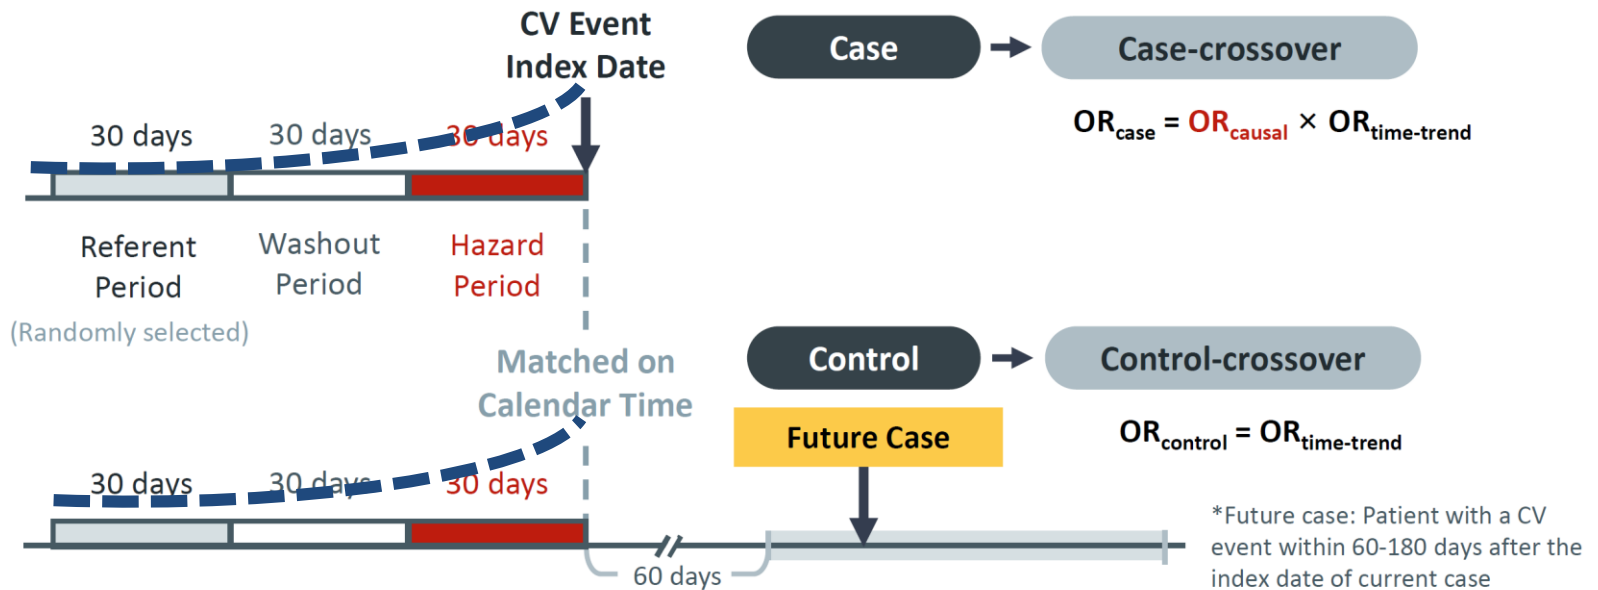 CV Event
Index Date
30 days
30 days
30 days
Referent
Period
(Randomly selected)
Washout
Period
Hazard
Period
Case
Case-crossover
ORcase = ORcausal × ORtime-trend
Matched on
Calendar Time
30 days
30 days
30 days
60 days
Control
Control-crossover
Future Case
ORcontrol = ORtime-trend
*Future case: Patient with a CV
event within 60-180 days after the
index date of current case